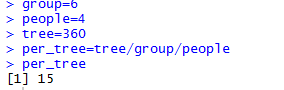 > group=6
> people=4
> tree=360
> per_tree=tree/group/people
> per_tree
[1] 15